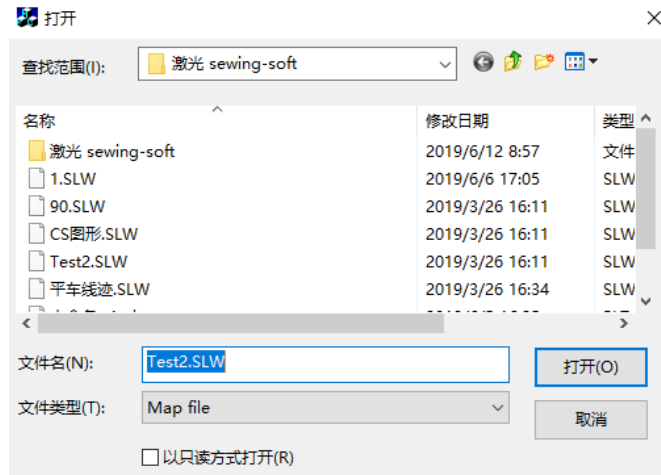 打开
查找范围(I):
激光 sewing-soft
名称 修改日期 类型
激光 sewing-soft 2019/6/12 8:57 文件
1.SLW 2019/6/6 17:05 SLW
90.SLW 2019/3/26 16:11 SLW
CS图形.SLW 2019/3/26 16:11 SLW
Test2.SLW 2019/3/26 16:11 SLW
平车线迹.SLW 2019/3/26 16:34 SLW
文件名(N): Test2.SLW 打开(O)
文件类型(T): Map file 取消
以只读方式打开(R)